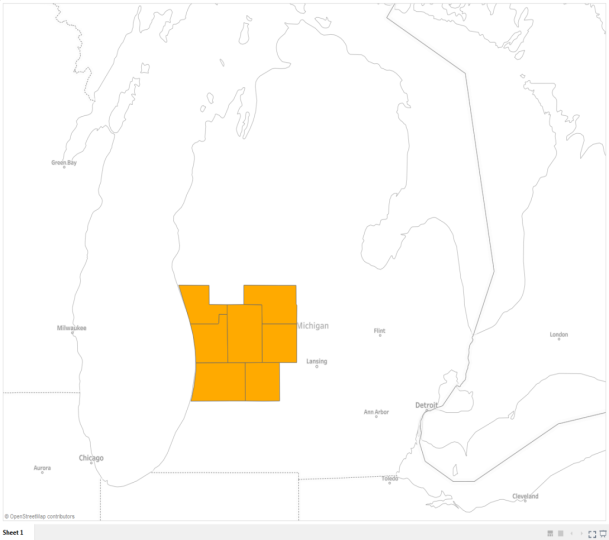 Green Bay
Milwaukee
Michigan
Flint
London
Lansing
Detroit
Ann Arbor
Chicago
Aurora
Toledo
Cleveland
© OpenStreetMap contributors
Sheet 1